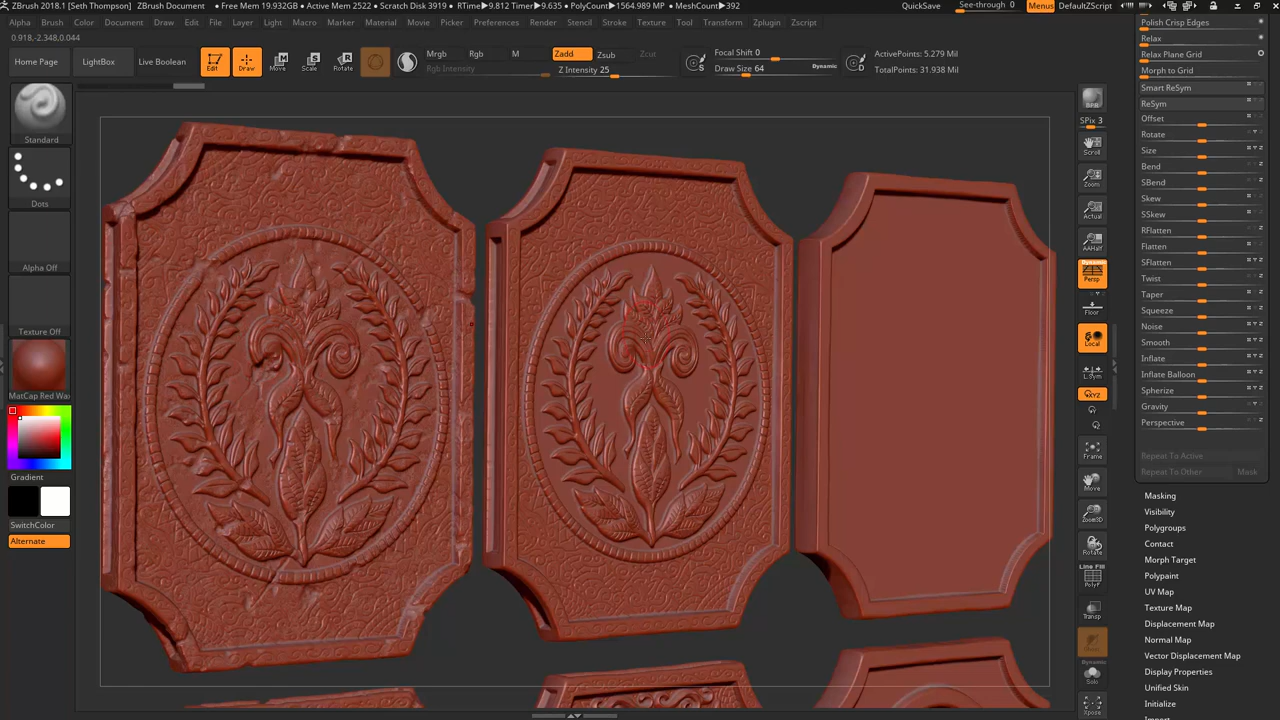 ZBrush 2018.1 [Seth Thompson]   ZBrush Document   • Free Mem 19.932GB • Active Mem 2522 • Scratch Disk 3919 • RTime▶9.812 Timer▶9.635 • PolyCount▶1564.989 MP • MeshCount▶392   QuickSave   See-through 0   Menus   DefaultZScript
Alpha Brush Color Document Draw Edit File Layer Light Macro Marker Material Movie Picker Preferences Render Stencil Stroke Texture Tool Transform Zplugin Zscript
0.918,-2.348,0.044
Home Page LightBox Live Boolean Edit Draw Move Scale Rotate
Mrgb Rgb M Zadd Zsub Zcut
Rgb Intensity Z Intensity 25
Focal Shift 0
Draw Size 64 Dynamic
ActivePoints: 5.279 Mil
TotalPoints: 31.938 Mil
Standard
Dots
Alpha Off
Texture Off
MatCap Red Wax
Gradient
SwitchColor
Alternate
BPR
SPix 3
Scroll
Zoom
Actual
AAHalf
Dynamic
Persp
Floor
Local
L.Sym
XYZ
Frame
Move
Zoom3D
Rotate
Line Fill
PolyF
Transp
Dynamic
Solo
Xpose
Polish Crisp Edges
Relax
Relax Plane Grid
Morph to Grid
Smart ReSym
ReSym
Offset
Rotate
Size
Bend
SBend
Skew
SSkew
RFlatten
Flatten
SFlatten
Twist
Taper
Squeeze
Noise
Smooth
Inflate
Inflate Balloon
Spherize
Gravity
Perspective
Repeat To Active
Repeat To Other Mask
Masking
Visibility
Polygroups
Contact
Morph Target
Polypaint
UV Map
Texture Map
Displacement Map
Normal Map
Vector Displacement Map
Display Properties
Unified Skin
Initialize
Import